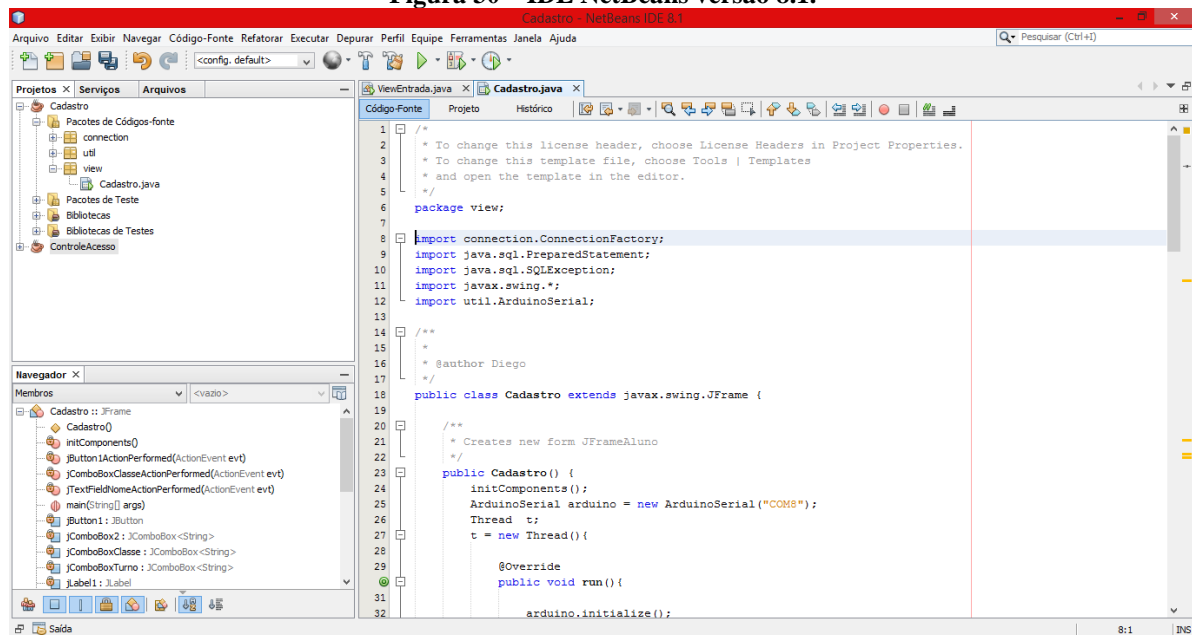 Figura 50 – IDE NetBeans versão 8.1.
Cadastro - NetBeans IDE 8.1
Arquivo Editar Exibir Navegar Código-Fonte Refatorar Executar Depurar Perfil Equipe Ferramentas Janela Ajuda
Pesquisar (Ctrl+I)
<config. default>
Projetos Serviços Arquivos
Cadastro
Pacotes de Códigos-fonte
connection
util
view
Cadastro.java
Pacotes de Teste
Bibliotecas
Bibliotecas de Testes
ControleAcesso
Navegador
Membros <vazio>
Cadastro :: JFrame
Cadastro()
initComponents()
jButton1ActionPerformed(ActionEvent evt)
jComboBoxClasseActionPerformed(ActionEvent evt)
jTextFieldNomeActionPerformed(ActionEvent evt)
main(String[] args)
jButton1 : JButton
jComboBox2 : JComboBox<String>
jComboBoxClasse : JComboBox<String>
jComboBoxTurno : JComboBox<String>
jLabel1 : JLabel
ViewEntrada.java Cadastro.java
Código-Fonte Projeto Histórico
1 /*
2 * To change this license header, choose License Headers in Project Properties.
3 * To change this template file, choose Tools | Templates
4 * and open the template in the editor.
5 */
6 package view;
7
8 import connection.ConnectionFactory;
9 import java.sql.PreparedStatement;
10 import java.sql.SQLException;
11 import javax.swing.*;
12 import util.ArduinoSerial;
13
14 /**
15 *
16 * @author Diego
17 */
18 public class Cadastro extends javax.swing.JFrame {
19
20 /**
21 * Creates new form JFrameAluno
22 */
23 public Cadastro() {
24 initComponents();
25 ArduinoSerial arduino = new ArduinoSerial("COM8");
26 Thread t;
27 t = new Thread(){
28
29 @Override
public void run(){
31
32 arduino.initialize();
Saída
8:1 INS